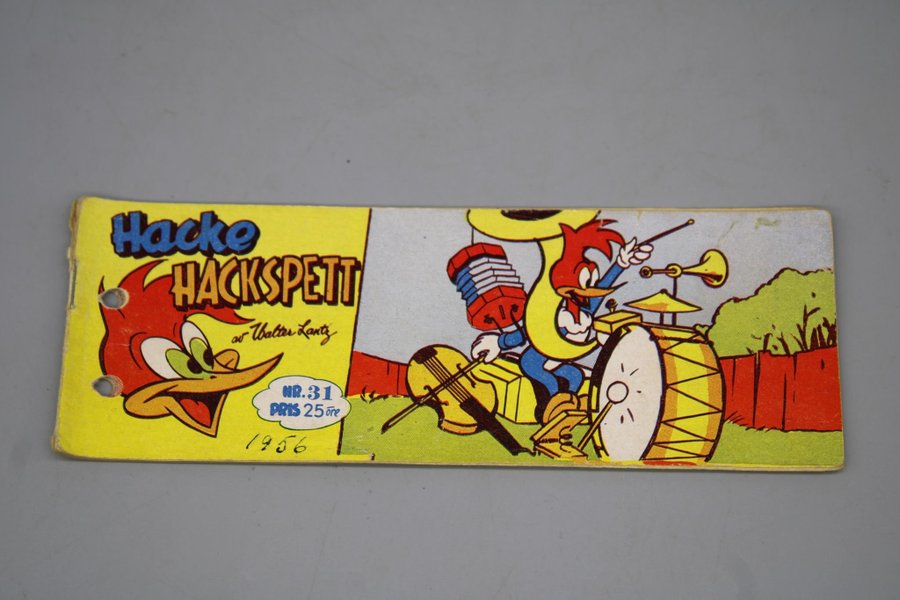 Hacke
HACKSPETT
av Walter Lantz
NR. 31
PRIS 25 öre
1956